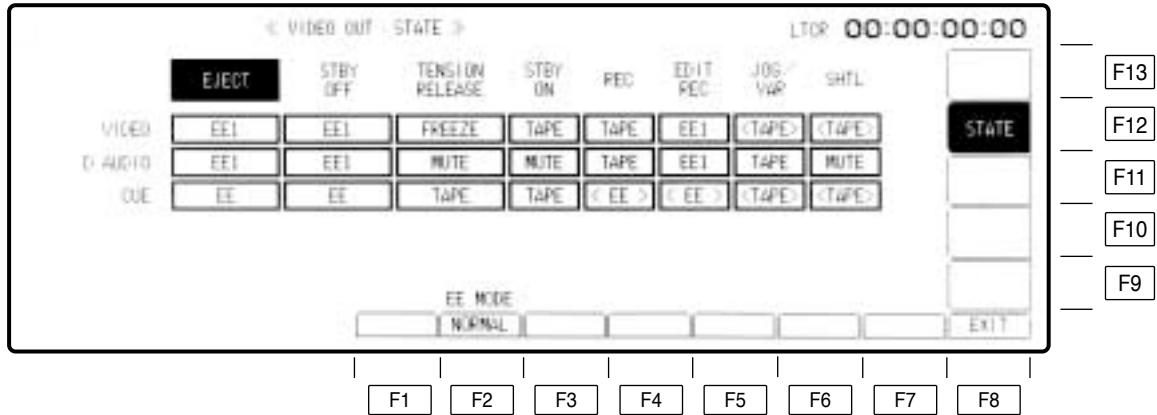 < VIDEO OUT - STATE > LTCR 00:00:00:00
EJECT STBY OFF TENSION RELEASE STBY ON REC EDIT REC JOG/ VAR SHTL
VIDEO EE1 EE1 FREEZE TAPE TAPE EE1 <TAPE> <TAPE> STATE
D AUDIO EE1 EE1 MUTE MUTE TAPE EE1 TAPE MUTE
CUE EE EE TAPE TAPE < EE > < EE > <TAPE> <TAPE>
EE MODE
NORMAL EXIT
F13
F12
F11
F10
F9
F1 F2 F3 F4 F5 F6 F7 F8